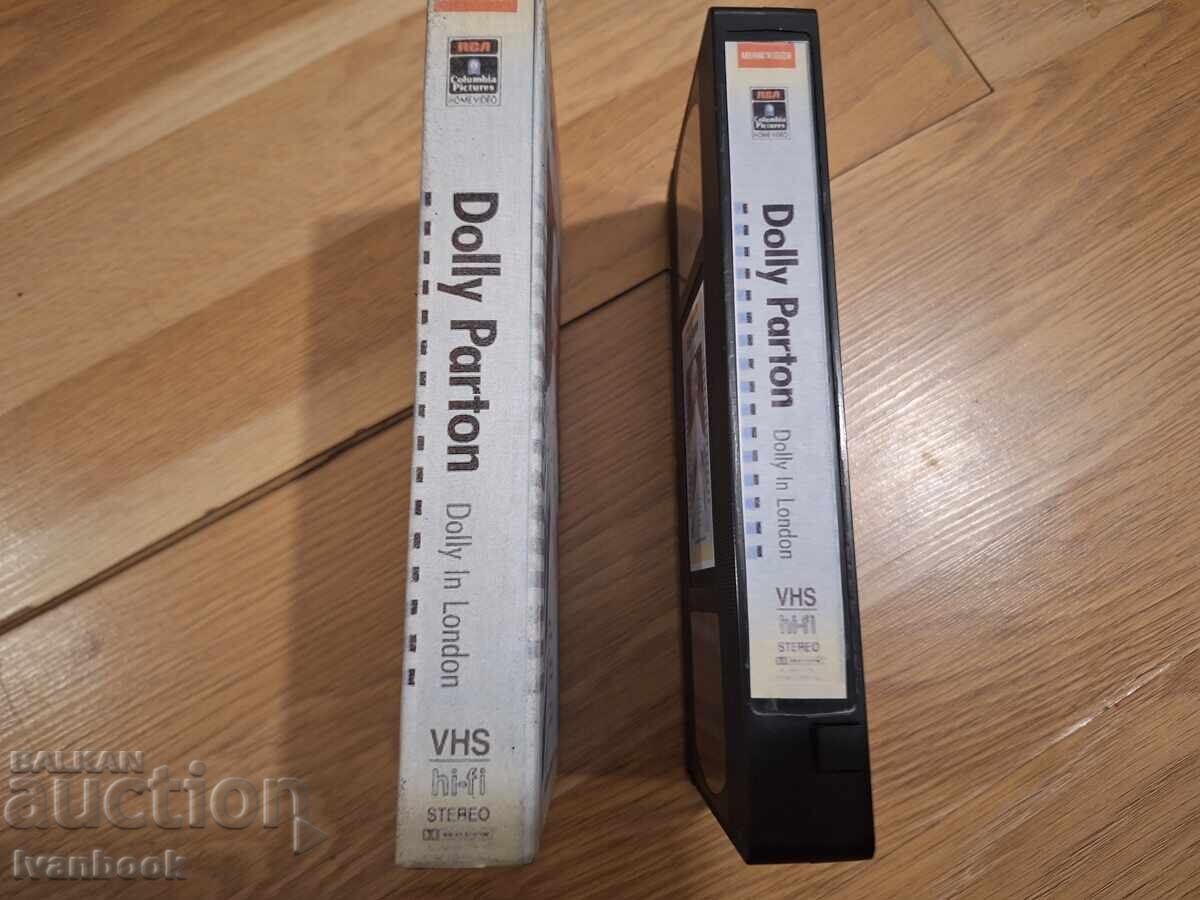 RCA
Columbia
Pictures
HOME VIDEO
Dolly Parton Dolly In London
VHS
hi-fi
STEREO
RCA
Columbia
Pictures
HOME VIDEO
Dolly Parton Dolly In London
VHS
hi-fi
STEREO
BALKAN
auction
Ivanbook